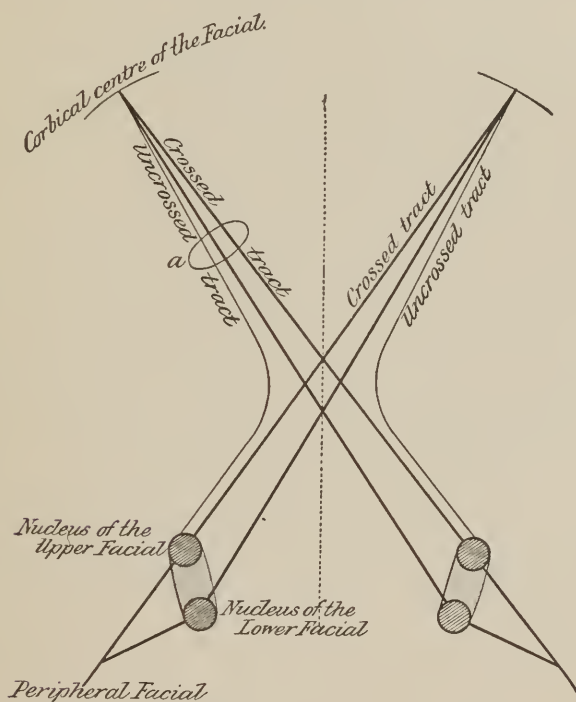 Corbical centre of the Facial.
Crossed
tract
Uncrossed
tract
a
Crossed tract
Uncrossed tract
Nucleus of the
Upper Facial
Nucleus of the
Lower Facial
Peripheral Facial